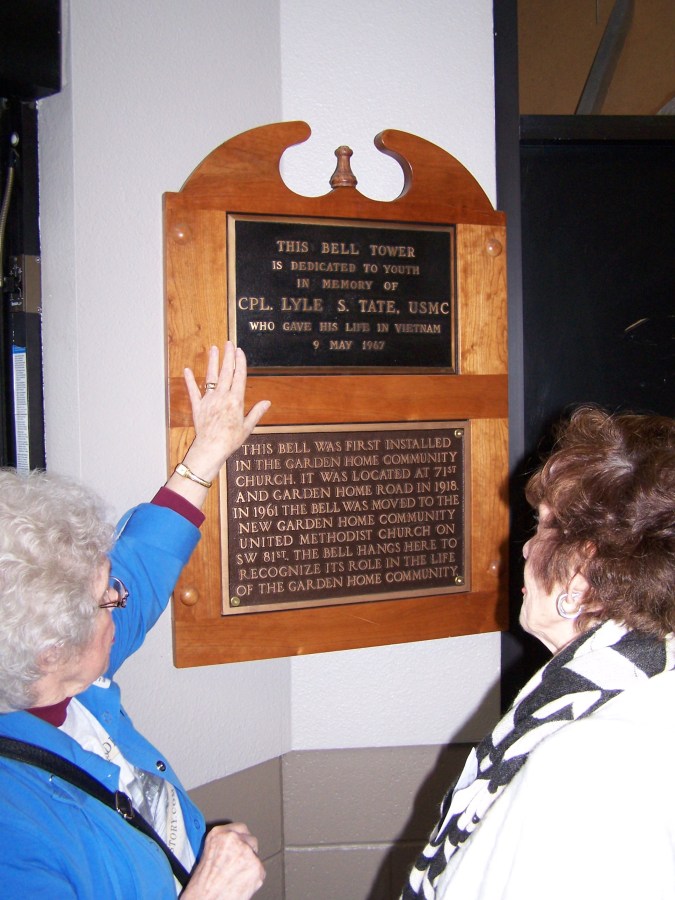 THIS BELL TOWER
IS DEDICATED TO YOUTH
IN MEMORY OF
CPL. LYLE S. TATE, USMC
WHO GAVE HIS LIFE IN VIETNAM
9 MAY 1967
THIS BELL WAS FIRST INSTALLED
IN THE GARDEN HOME COMMUNITY
CHURCH. IT WAS LOCATED AT 71ST
AND GARDEN HOME ROAD IN 1918.
IN 1961 THE BELL WAS MOVED TO THE
NEW GARDEN HOME COMMUNITY
UNITED METHODIST CHURCH ON
SW 81ST. THE BELL HANGS HERE TO
RECOGNIZE ITS ROLE IN THE LIFE
OF THE GARDEN HOME COMMUNITY.